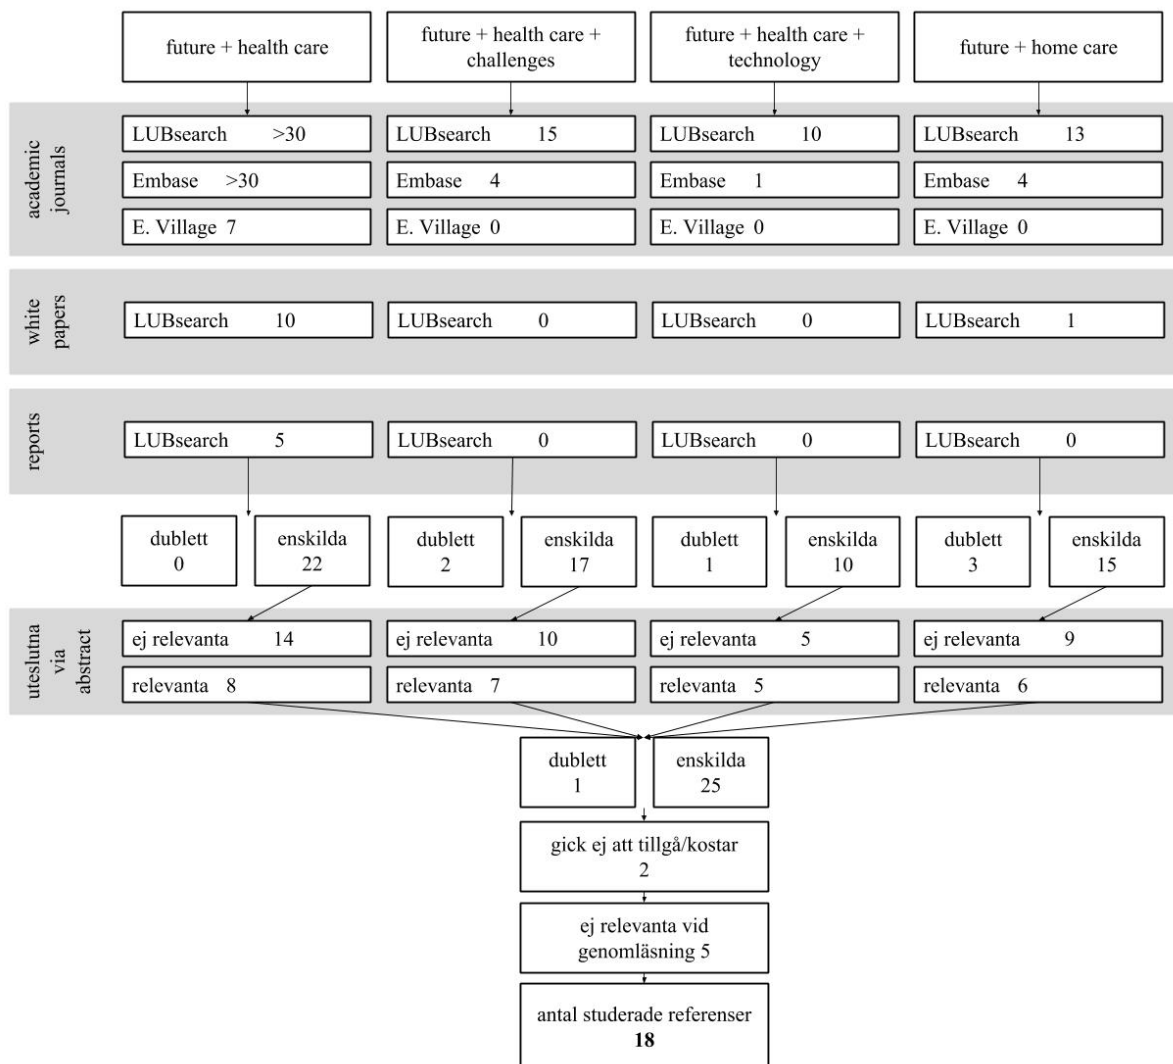 future + health care
future + health care +
challenges
future + health care +
technology
future + home care
academic
journals
LUBsearch >30
LUBsearch 15
LUBsearch 10
LUBsearch 13
Embase >30
Embase 4
Embase 1
Embase 4
E. Village 7
E. Village 0
E. Village 0
E. Village 0
white
papers
LUBsearch 10
LUBsearch 0
LUBsearch 0
LUBsearch 1
reports
LUBsearch 5
LUBsearch 0
LUBsearch 0
LUBsearch 0
dublett
0
enskilda
22
dublett
2
enskilda
17
dublett
1
enskilda
10
dublett
3
enskilda
15
uteslutna
via
abstract
ej relevanta 14
ej relevanta 10
ej relevanta 5
ej relevanta 9
relevanta 8
relevanta 7
relevanta 5
relevanta 6
dublett
1
enskilda
25
gick ej att tillgå/kostar
2
ej relevanta vid
genomläsning 5
antal studerade referenser
18